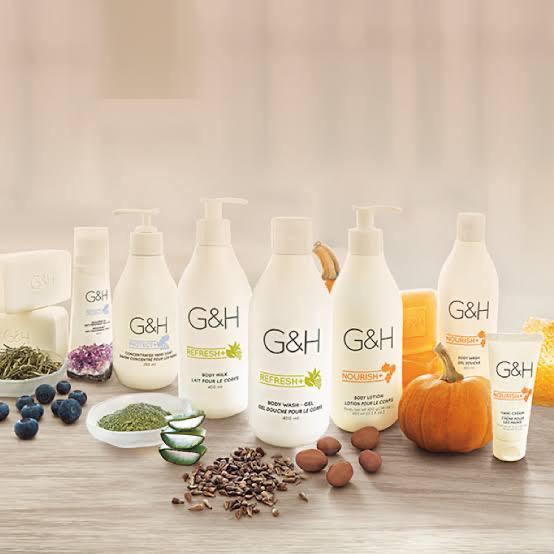 G&H
G&H
G&H
PROTECT+
CONCENTRATED HAND SOAP
G&H
REFRESH+
BODY MILK
LAIT POUR LE CORPS
400 ml
G&H
REFRESH+
BODY WASH - GEL
GEL DOUCHE POUR LE CORPS
400 ml
G&H
NOURISH+
BODY LOTION
LOTION POUR LE CORPS
G&H
NOURISH+
BODY WASH
GEL DOUCHE
G&H
NOURISH+
HAND CREAM
CRÈME POUR
LES MAINS